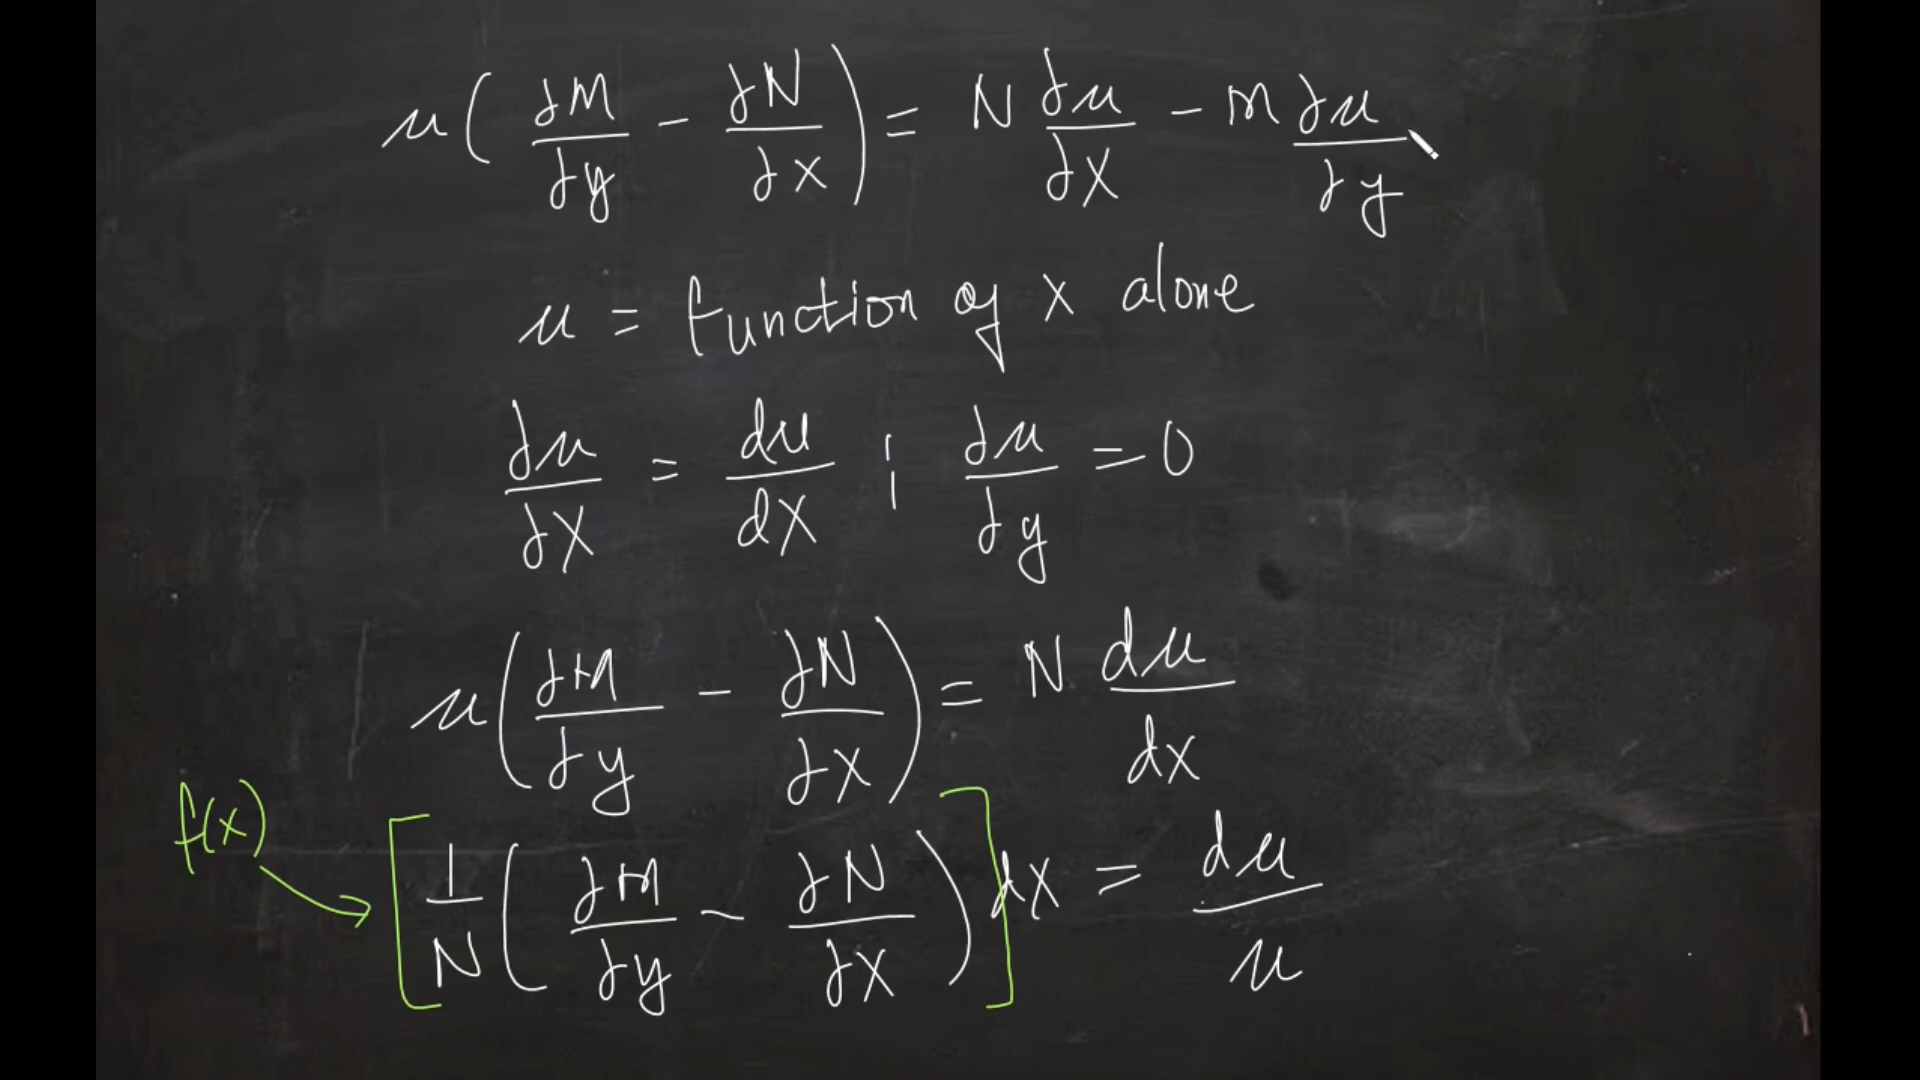 u(∂M/∂y - ∂N/∂x) = N ∂u/∂x - M ∂u/∂y
u = function of x alone
∂u/∂x = du/dx ; ∂u/∂y = 0
u(∂M/∂y - ∂N/∂x) = N du/dx
f(x) → [1/N (∂M/∂y - ∂N/∂x)] dx = du/u